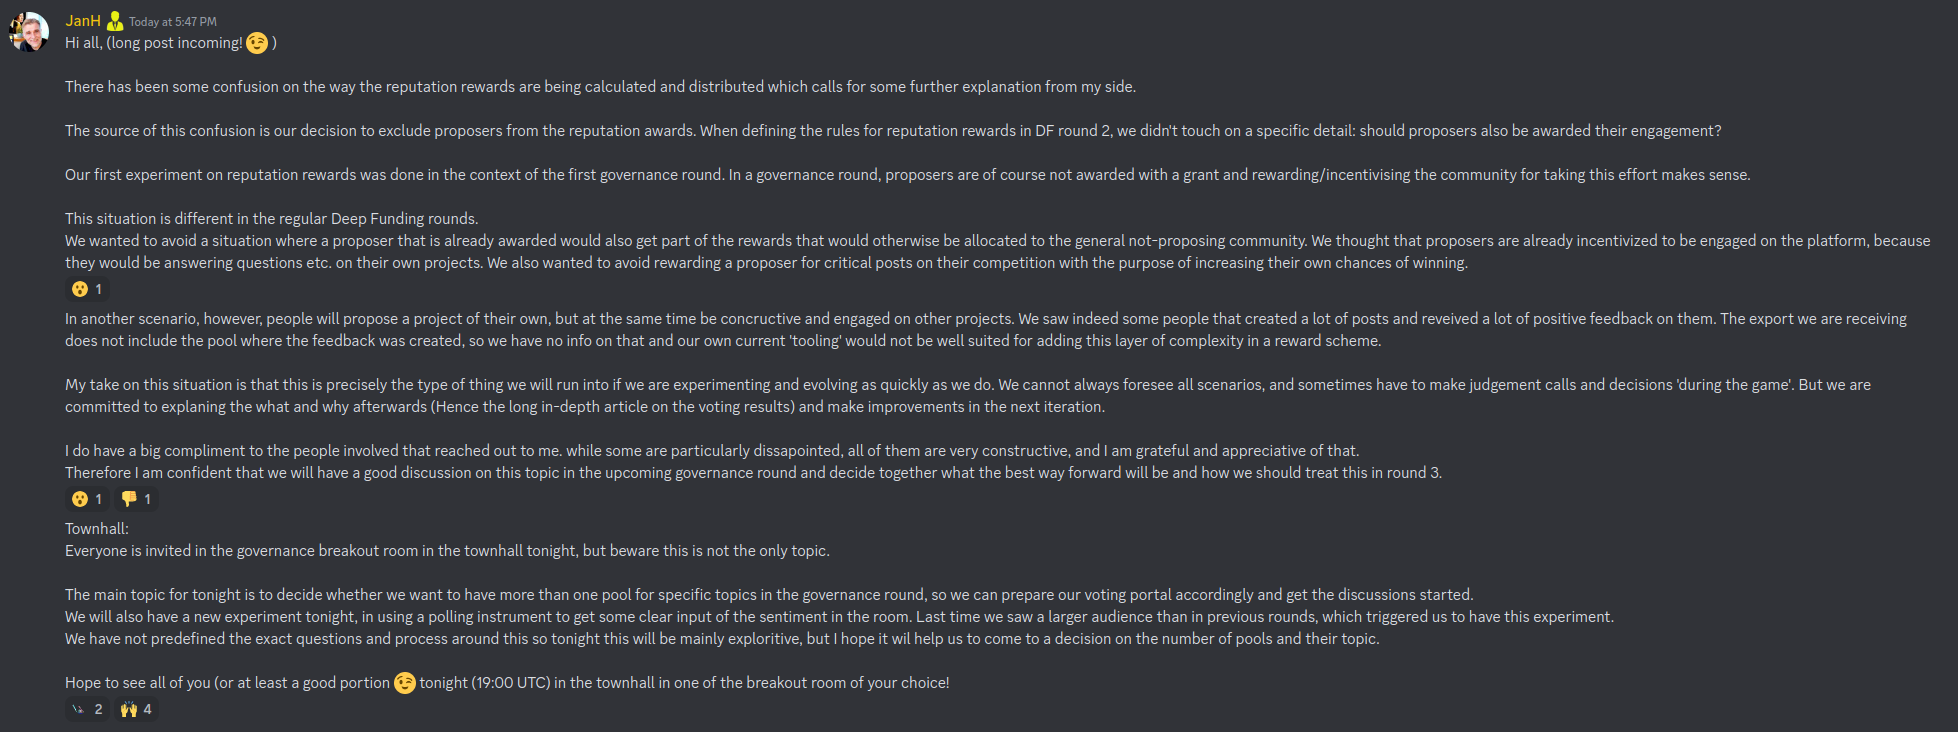 JanH Today at 5:47 PM
Hi all, (long post incoming! 😉 )
There has been some confusion on the way the reputation rewards are being calculated and distributed which calls for some further explanation from my side.
The source of this confusion is our decision to exclude proposers from the reputation awards. When defining the rules for reputation rewards in DF round 2, we didn't touch on a specific detail: should proposers also be awarded their engagement?
Our first experiment on reputation rewards was done in the context of the first governance round. In a governance round, proposers are of course not awarded with a grant and rewarding/incentivising the community for taking this effort makes sense.
This situation is different in the regular Deep Funding rounds.
We wanted to avoid a situation where a proposer that is already awarded would also get part of the rewards that would otherwise be allocated to the general not-proposing community. We thought that proposers are already incentivized to be engaged on the platform, because
they would be answering questions etc. on their own projects. We also wanted to avoid rewarding a proposer for critical posts on their competition with the purpose of increasing their own chances of winning.
😮 1
In another scenario, however, people will propose a project of their own, but at the same time be concructive and engaged on other projects. We saw indeed some people that created a lot of posts and reveived a lot of positive feedback on them. The export we are receiving
does not include the pool where the feedback was created, so we have no info on that and our own current 'tooling' would not be well suited for adding this layer of complexity in a reward scheme.
My take on this situation is that this is precisely the type of thing we will run into if we are experimenting and evolving as quickly as we do. We cannot always foresee all scenarios, and sometimes have to make judgement calls and decisions 'during the game'. But we are
committed to explaning the what and why afterwards (Hence the long in-depth article on the voting results) and make improvements in the next iteration.
I do have a big compliment to the people involved that reached out to me. while some are particularly dissapointed, all of them are very constructive, and I am grateful and appreciative of that.
Therefore I am confident that we will have a good discussion on this topic in the upcoming governance round and decide together what the best way forward will be and how we should treat this in round 3.
😮 1 👎 1
Townhall:
Everyone is invited in the governance breakout room in the townhall tonight, but beware this is not the only topic.
The main topic for tonight is to decide whether we want to have more than one pool for specific topics in the governance round, so we can prepare our voting portal accordingly and get the discussions started.
We will also have a new experiment tonight, in using a polling instrument to get some clear input of the sentiment in the room. Last time we saw a larger audience than in previous rounds, which triggered us to have this experiment.
We have not predefined the exact questions and process around this so tonight this will be mainly exploritive, but I hope it wil help us to come to a decision on the number of pools and their topic.
Hope to see all of you (or at least a good portion 😉 tonight (19:00 UTC) in the townhall in one of the breakout room of your choice!
2 🙌 4